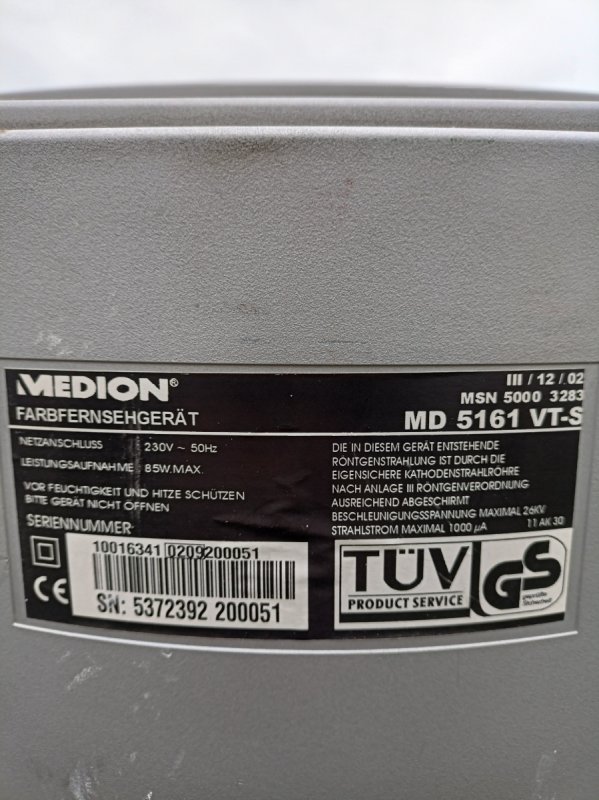 MEDION®
FARBFERNSEHGERÄT
III / 12 / 02
MSN 5000 3283
MD 5161 VT-S
NETZANSCHLUSS : 230V ~ 50Hz
LEISTUNGSAUFNAHME : 85W.MAX.
VOR FEUCHTIGKEIT UND HITZE SCHÜTZEN
BITTE GERÄT NICHT ÖFFNEN
SERIENNUMMER
10016341 0209200051
SN: 5372392 200051
CE
DIE IN DIESEM GERÄT ENTSTEHENDE
RÖNTGENSTRAHLUNG IST DURCH DIE
EIGENSICHERE KATHODENSTRAHLRÖHRE
NACH ANLAGE III RÖNTGENVERORDNUNG
AUSREICHEND ABGESCHIRMT
BESCHLEUNIGUNGSSPANNUNG MAXIMAL 26KV.
STRAHLSTROM MAXIMAL 1000 µA 11 AK 30
TÜV
PRODUCT SERVICE
GS
geprüfte
Sicherheit